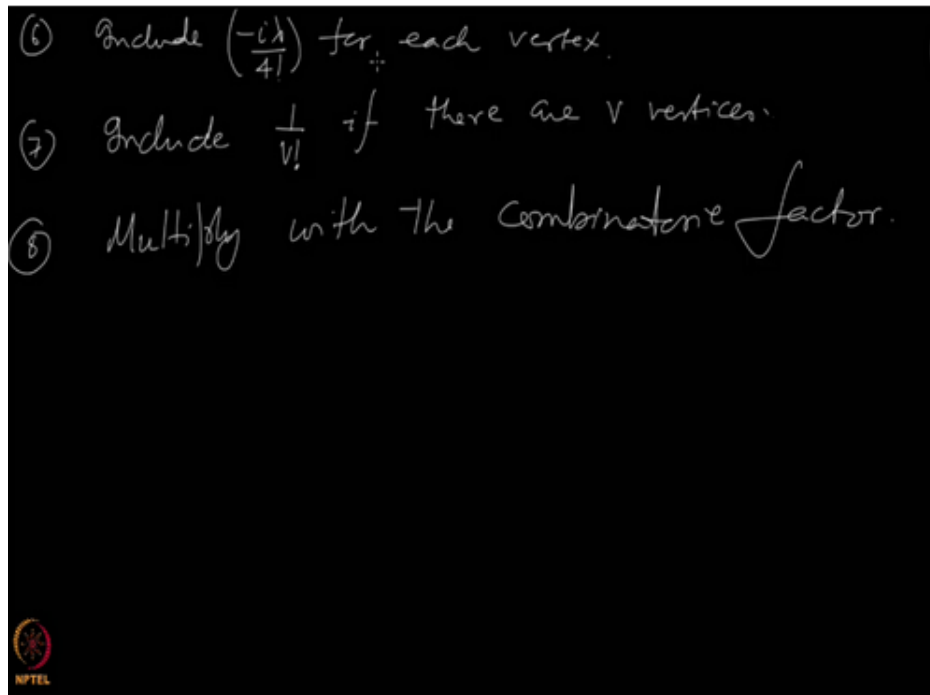 ⑥ Include (-iλ/4!) for each vertex.
⑦ Include 1/V! if there are V vertices.
⑧ Multiply with the combinatoric factor.
NPTEL